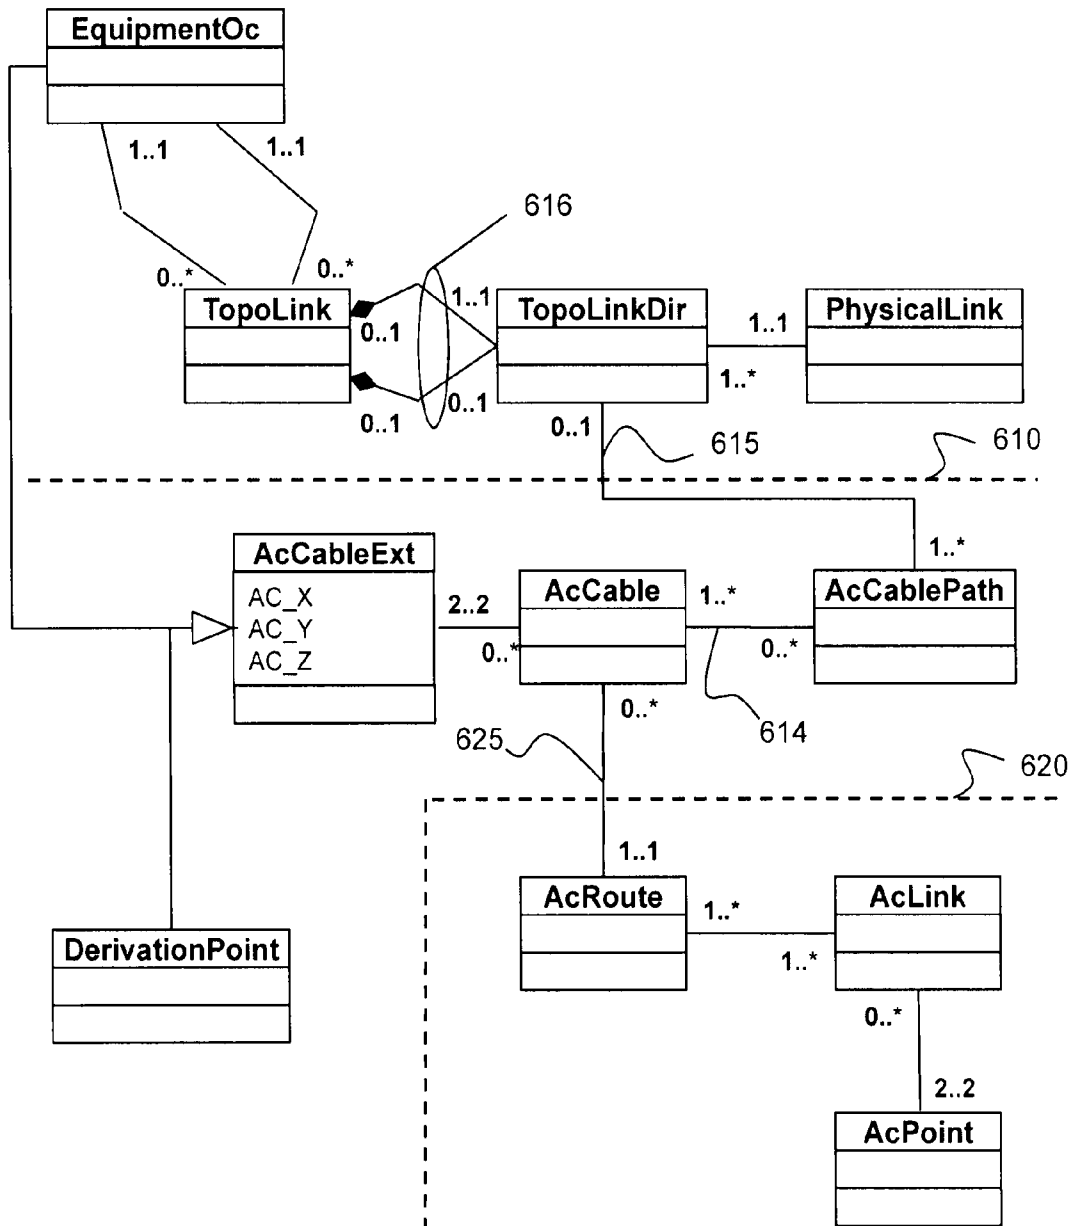 EquipmentOc
1..1
1..1
616
0..*
0..*
TopoLink
0..1
0..1
1..1
0..1
TopoLinkDir
1..1
1..*
PhysicalLink
0..1
615
610
AcCableExt
AC_X
AC_Y
AC_Z
2..2
0..*
AcCable
1..*
0..*
1..*
AcCablePath
0..*
614
625
620
1..1
AcRoute
1..*
1..*
AcLink
DerivationPoint
0..*
2..2
AcPoint